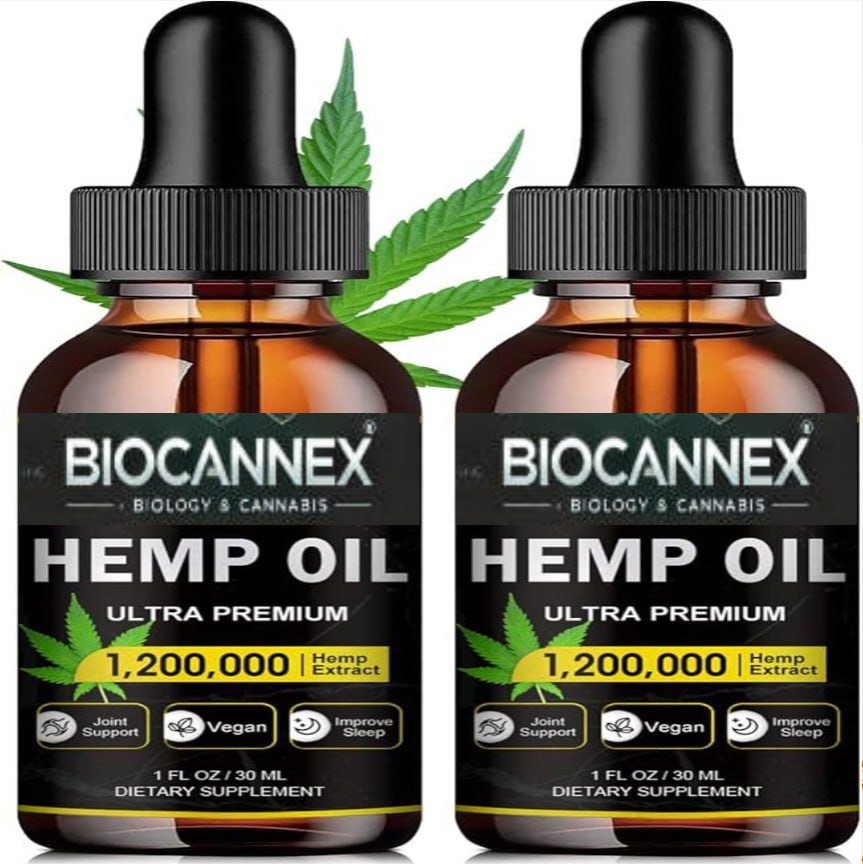 BIOCANNEX®
BIOLOGY & CANNABIS
HEMP OIL
ULTRA PREMIUM
1,200,000 | Hemp Extract
Joint Support
Vegan
Improve Sleep
1 FL OZ / 30 ML
DIETARY SUPPLEMENT
BIOCANNEX®
BIOLOGY & CANNABIS
HEMP OIL
ULTRA PREMIUM
1,200,000 | Hemp Extract
Joint Support
Vegan
Improve Sleep
1 FL OZ / 30 ML
DIETARY SUPPLEMENT